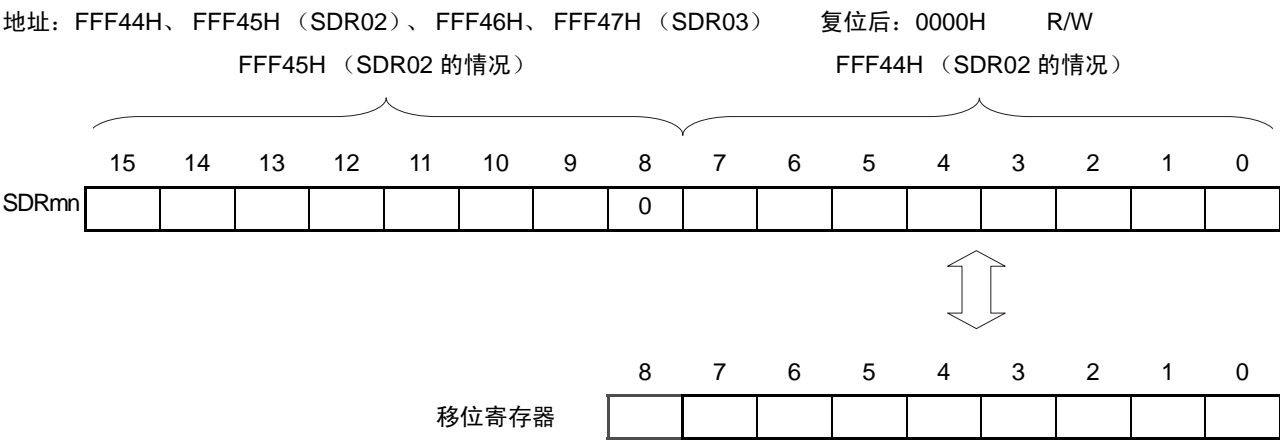 地址：FFF44H、 FFF45H （SDR02）、 FFF46H、 FFF47H （SDR03） 复位后：0000H R/W
FFF45H （SDR02 的情况） FFF44H （SDR02 的情况）
15 14 13 12 11 10 9 8 7 6 5 4 3 2 1 0
SDRmn 0
8 7 6 5 4 3 2 1 0
移位寄存器